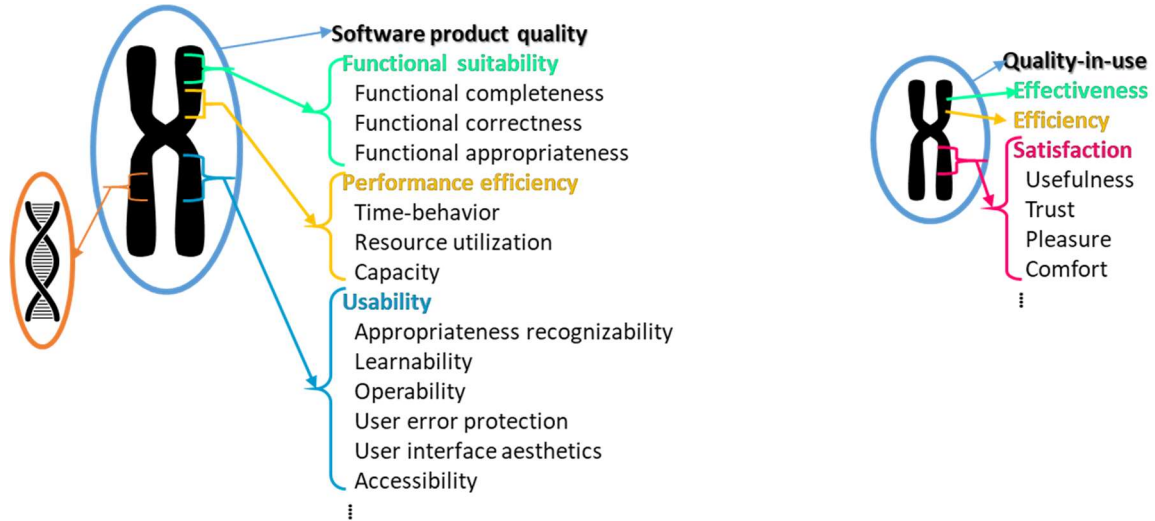 Software product quality
Functional suitability
Functional completeness
Functional correctness
Functional appropriateness
Performance efficiency
Time-behavior
Resource utilization
Capacity
Usability
Appropriateness recognizability
Learnability
Operability
User error protection
User interface aesthetics
Accessibility
⁞
Quality-in-use
Effectiveness
Efficiency
Satisfaction
Usefulness
Trust
Pleasure
Comfort
⁞